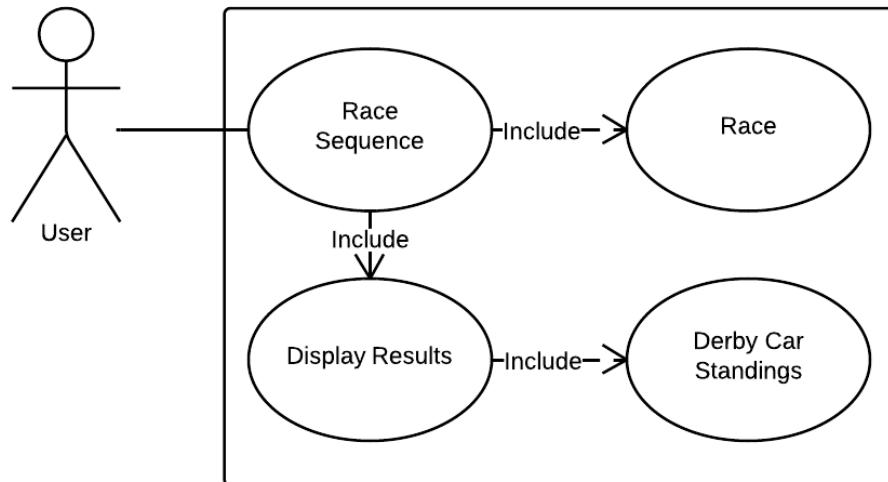 Race
Sequence
Include
Race
User
Include
Display Results
Include
Derby Car
Standings